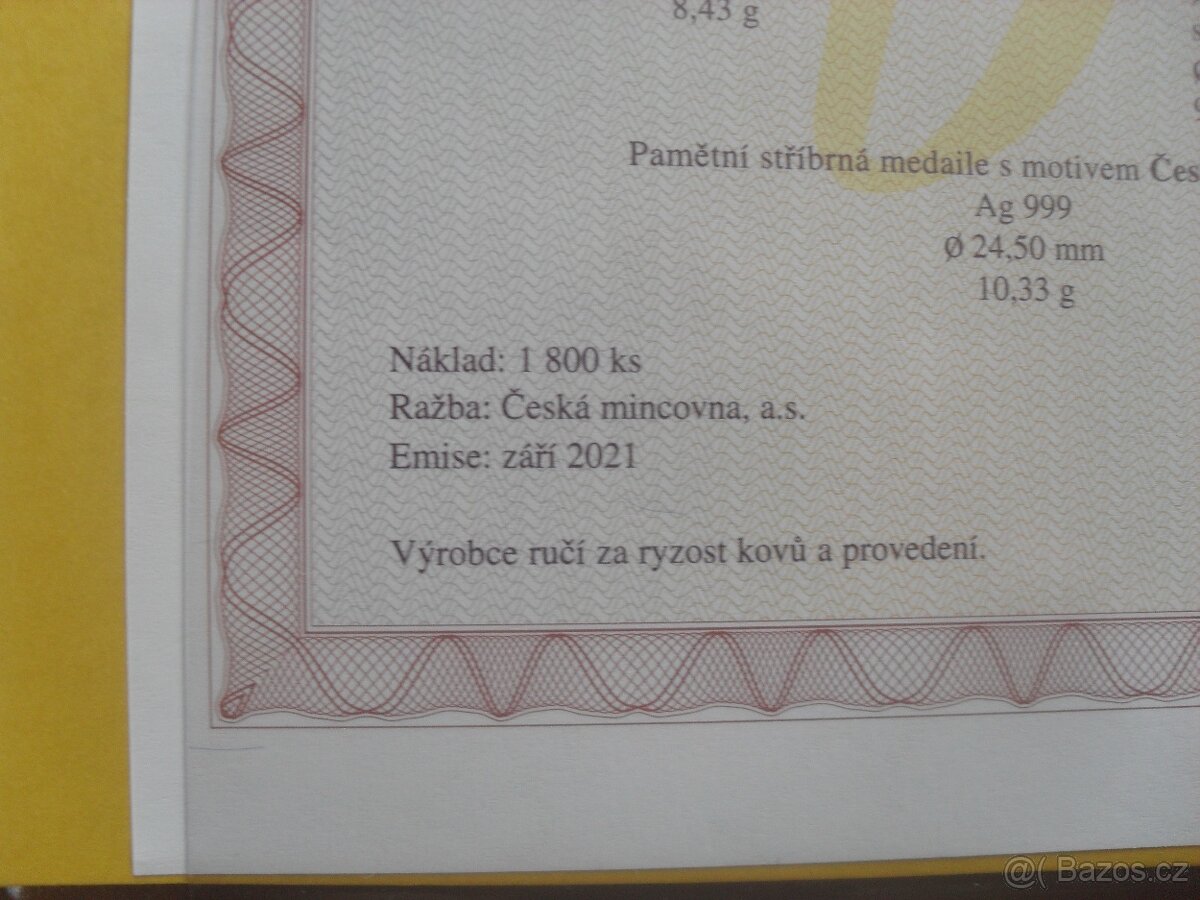 8,43 g
Pamětní stříbrná medaile s motivem Čes
Ag 999
Ø 24,50 mm
10,33 g
Náklad: 1 800 ks
Ražba: Česká mincovna, a.s.
Emise: září 2021
Výrobce ručí za ryzost kovů a provedení.
@( Bazos.cz